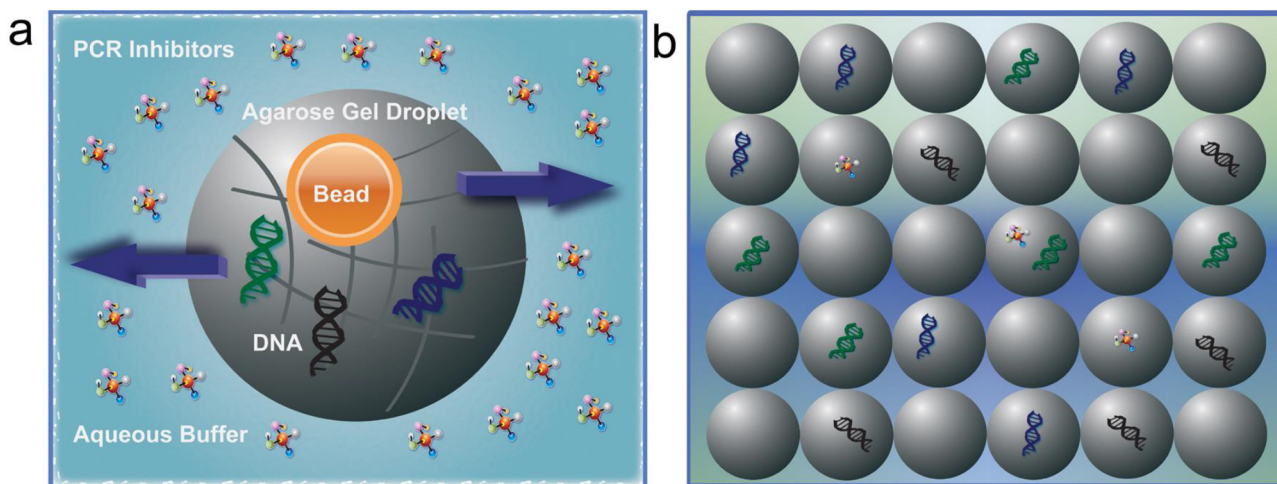 a
PCR Inhibitors
Agarose Gel Droplet
Bead
DNA
Aqueous Buffer
b